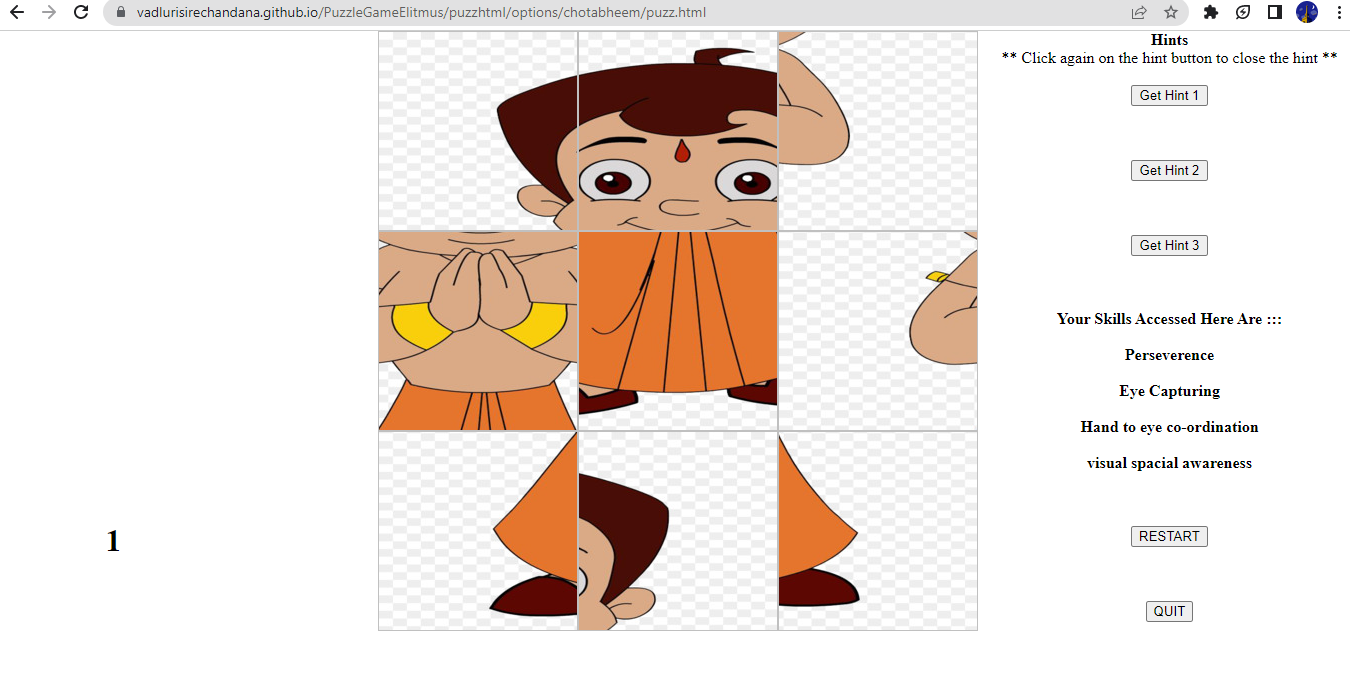 vadlurisirechandana.github.io/PuzzleGameElitmus/puzzhtml/options/chotabheem/puzz.html
Hints
** Click again on the hint button to close the hint **
Get Hint 1
Get Hint 2
Get Hint 3
Your Skills Accessed Here Are :::
Perseverence
Eye Capturing
Hand to eye co-ordination
visual spacial awareness
1
RESTART
QUIT